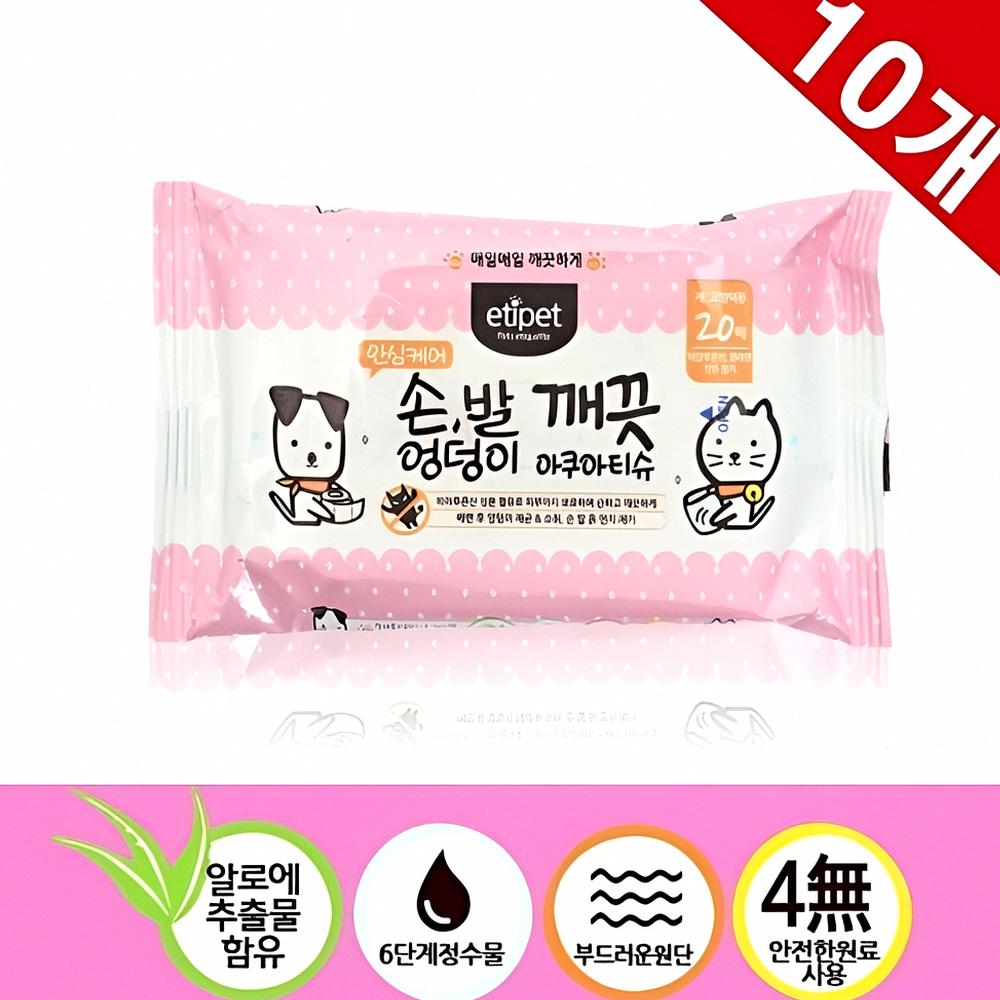 10개
매일매일 깨끗하게
etipet
20매
안심케어
손, 발 깨끗
엉덩이 아쿠아티슈
OPEN
알로에
추출물
함유
6단계정수물
부드러운원단
4無
안전한원료
사용